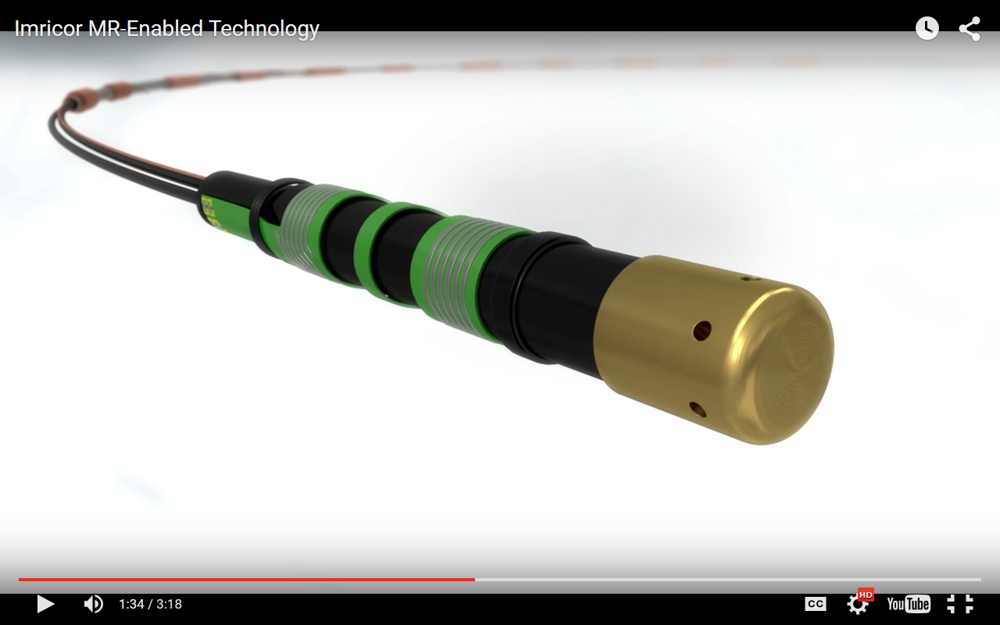 Imricor MR-Enabled Technology
1:34 / 3:18
CC
HD
YouTube